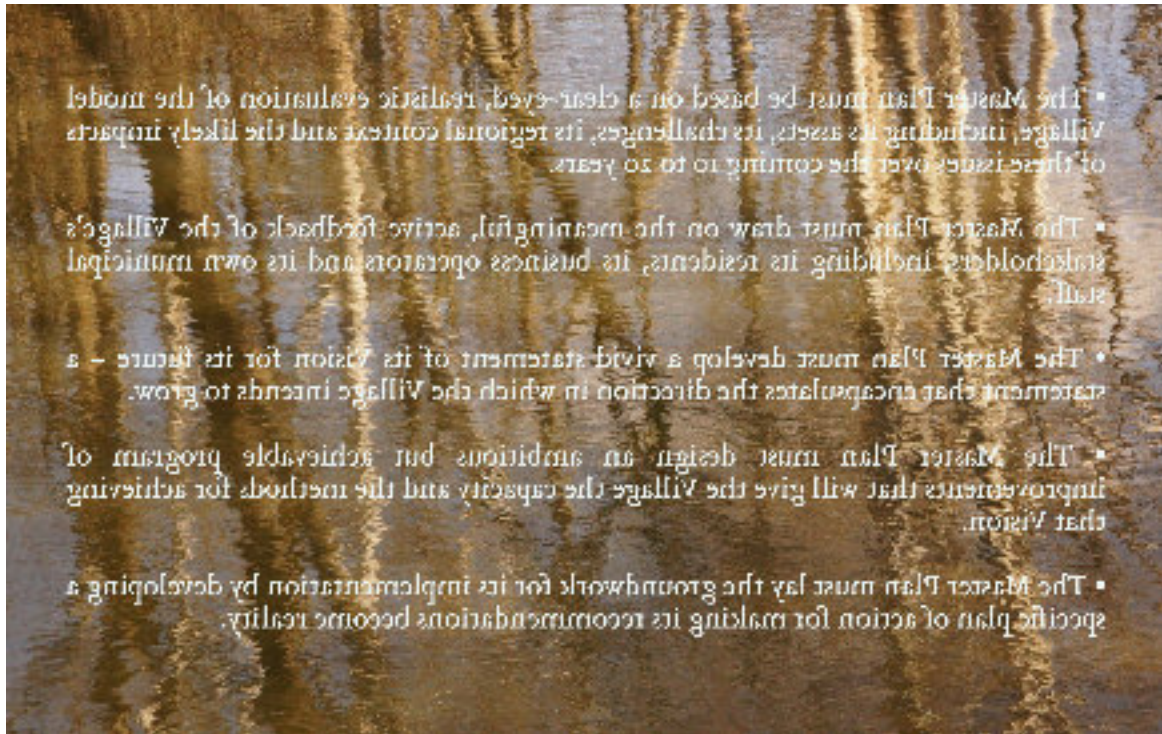 ▪ The Master Plan must be based on a clear-eyed, realistic evaluation of the model
Village, including its assets, its challenges, its regional context and the likely impacts
of these issues over the coming 10 to 20 years.
▪ The Master Plan must draw on the meaningful, active feedback of the Village's
stakeholders, including its residents, its business operators and its own municipal
staff.
▪ The Master Plan must develop a vivid statement of its Vision for its future – a
statement that encapsulates the direction in which the Village intends to grow.
▪ The Master Plan must design an ambitious but achievable program of
improvements that will give the Village the capacity and the methods for achieving
that Vision.
▪ The Master Plan must lay the groundwork for its implementation by developing a
specific plan of action for making its recommendations become reality.